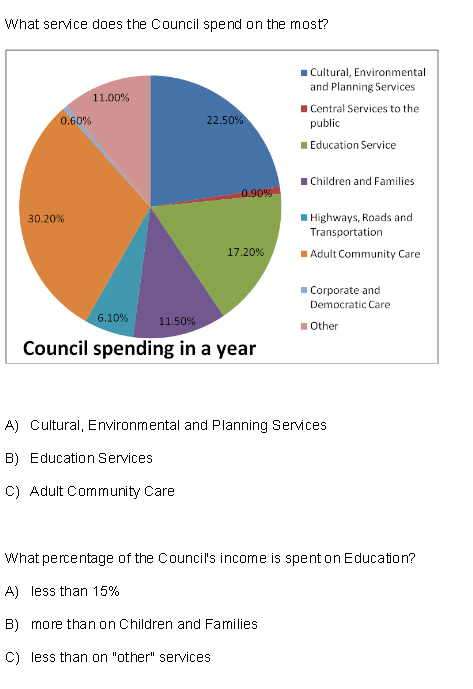 What service does the Council spend on the most?
Cultural, Environmental
and Planning Services
Central Services to the
public
Education Service
Children and Families
Highways, Roads and
Transportation
Adult Community Care
Corporate and
Democratic Care
Other
11.00%
0.60%
22.50%
0.90%
30.20%
17.20%
6.10%
11.50%
Council spending in a year
A) Cultural, Environmental and Planning Services
B) Education Services
C) Adult Community Care
What percentage of the Council's income is spent on Education?
A) less than 15%
B) more than on Children and Families
C) less than on "other" services